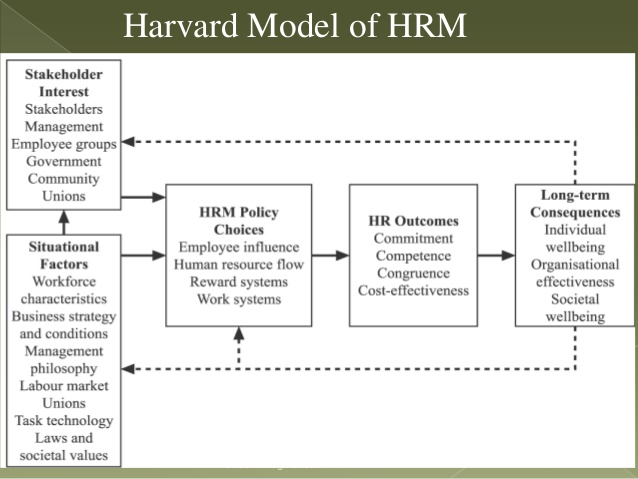 Harvard Model of HRM
Stakeholder
Interest
Stakeholders
Management
Employee groups
Government
Community
Unions
Situational
Factors
Workforce
characteristics
Business strategy
and conditions
Management
philosophy
Labour market
Unions
Task technology
Laws and
societal values
HRM Policy
Choices
Employee influence
Human resource flow
Reward systems
Work systems
HR Outcomes
Commitment
Competence
Congruence
Cost-effectiveness
Long-term
Consequences
Individual
wellbeing
Organisational
effectiveness
Societal
wellbeing